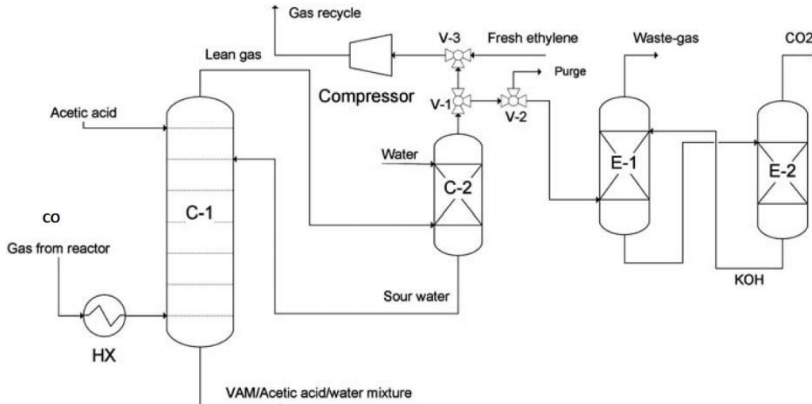 Gas recycle
V-3
Fresh ethylene
Waste-gas
CO2
Lean gas
Compressor
V-1
Purge
V-2
Acetic acid
Water
E-1
E-2
C-2
C-1
co
Gas from reactor
KOH
Sour water
HX
VAM/Acetic acid/water mixture